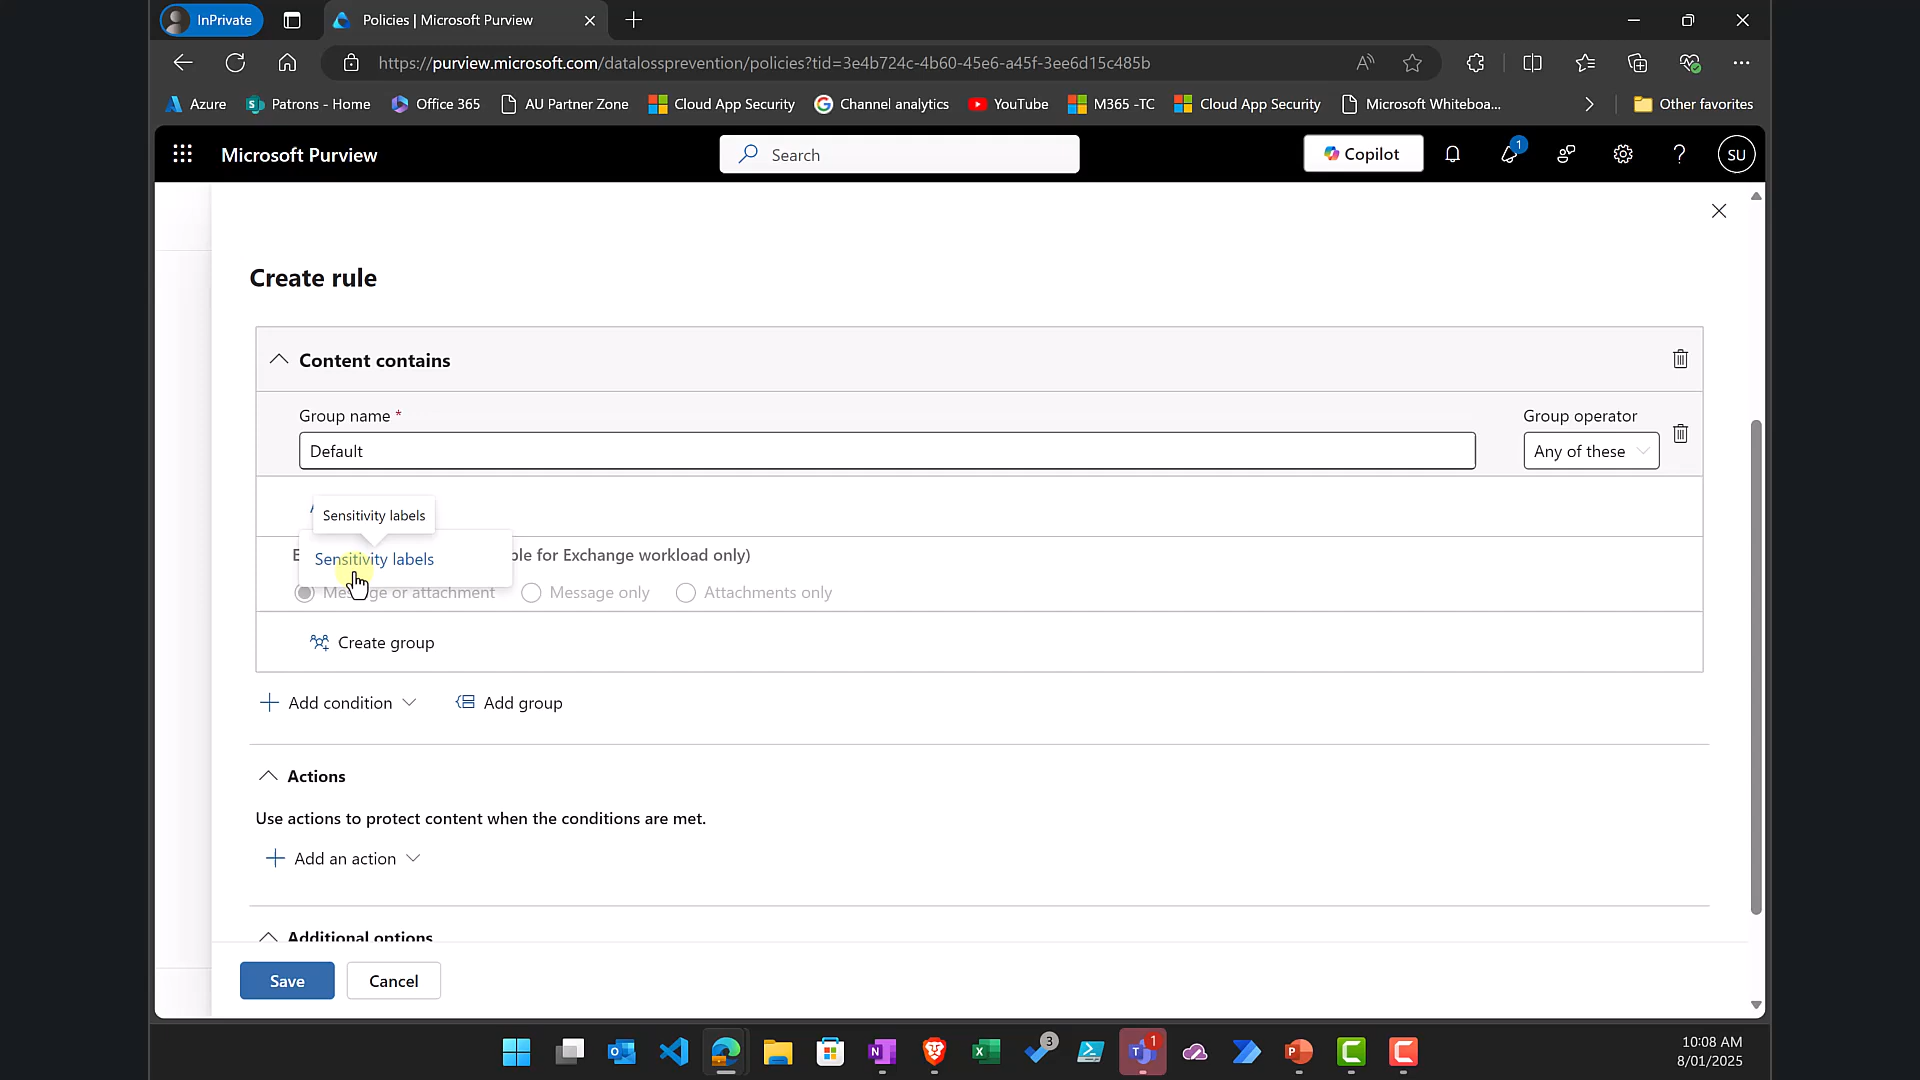 InPrivate
Policies | Microsoft Purview
https://purview.microsoft.com/datalossprevention/policies?tid=3e4b724c-4b60-45e6-a45f-3ee6d15c485b
Azure
Patrons - Home
Office 365
AU Partner Zone
Cloud App Security
Channel analytics
YouTube
M365 -TC
Cloud App Security
Microsoft Whiteboa...
Other favorites
Microsoft Purview
Search
Copilot
1
SU
Create rule
Content contains
Group name *
Group operator
Default
Any of these
Sensitivity labels
Sensitivity labels
for Exchange workload only)
Message or attachment
Message only
Attachments only
Create group
Add condition
Add group
Actions
Use actions to protect content when the conditions are met.
Add an action
Additional options
Save
Cancel
3
1
10:08 AM
8/01/2025